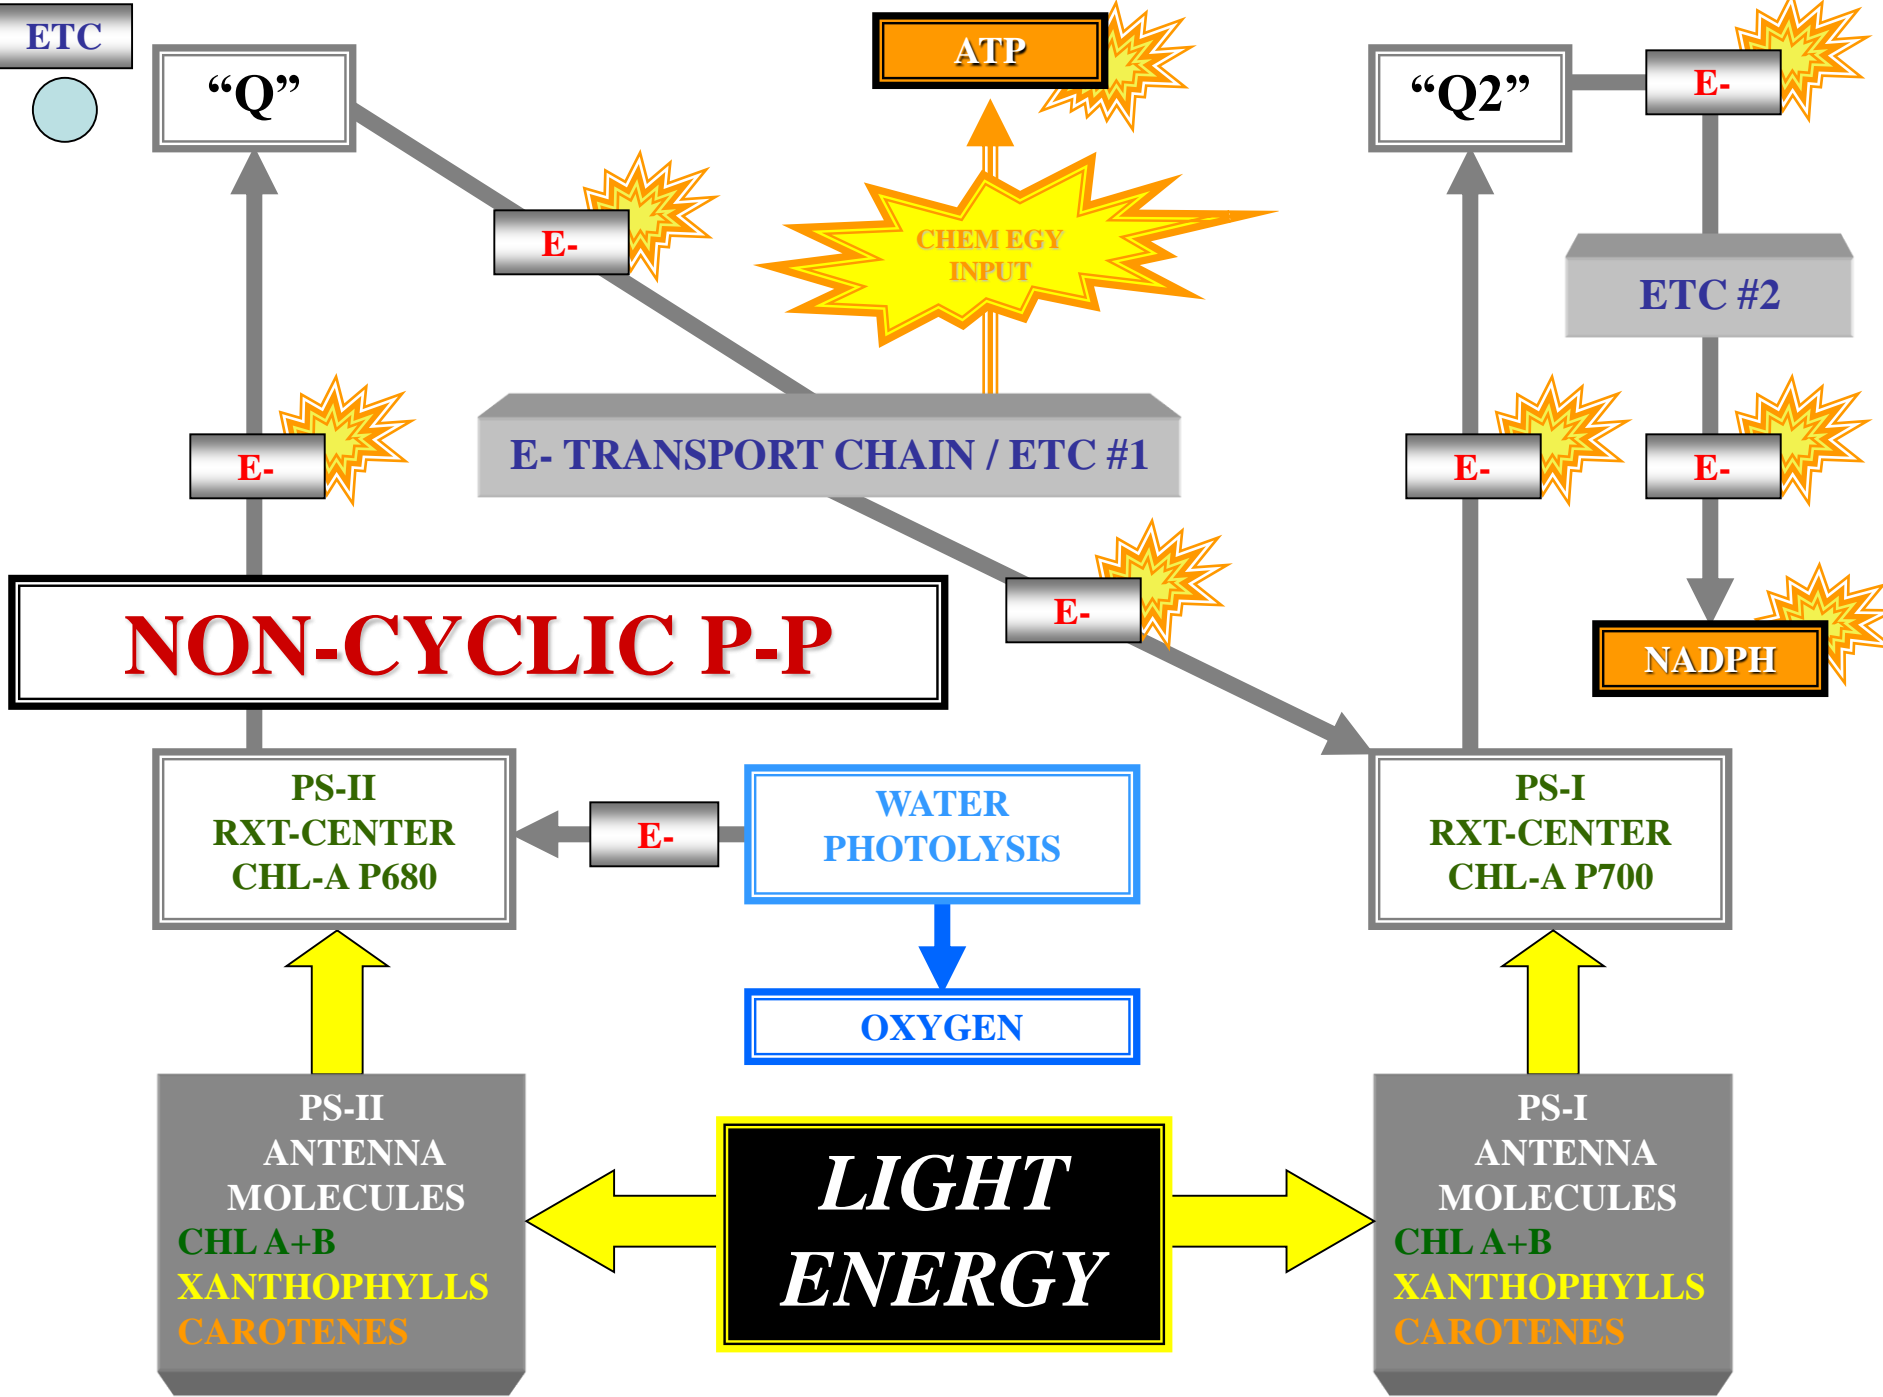 ETC
“Q”
ATP
“Q2”
E-
E-
CHEM EGY
INPUT
ETC #2
E-
E- TRANSPORT CHAIN / ETC #1
E-
E-
E-
NON-CYCLIC P-P
NADPH
PS-II
RXT-CENTER
CHL-A P680
E-
WATER
PHOTOLYSIS
PS-I
RXT-CENTER
CHL-A P700
OXYGEN
PS-II
ANTENNA
MOLECULES
CHL A+B
XANTHOPHYLLS
CAROTENES
LIGHT
ENERGY
PS-I
ANTENNA
MOLECULES
CHL A+B
XANTHOPHYLLS
CAROTENES